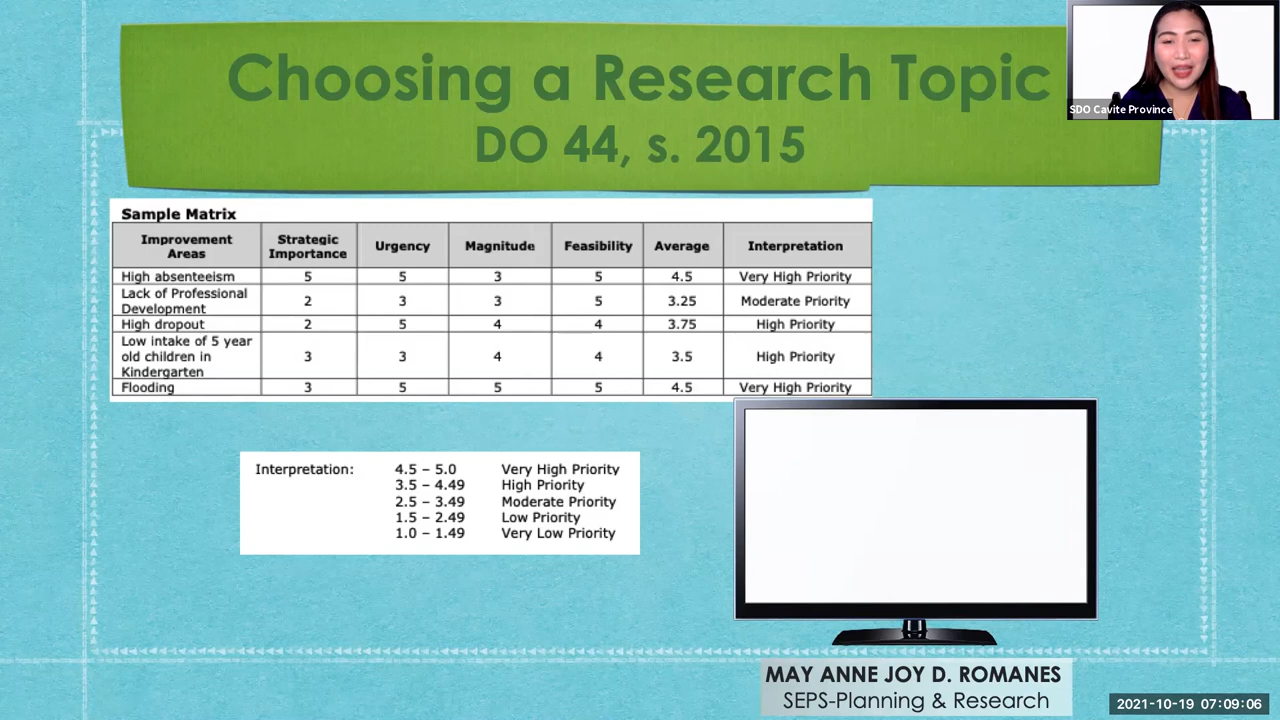 Choosing a Research Topic
DO 44, s. 2015
SDO Cavite Province
Sample Matrix
Improvement Areas Strategic Importance Urgency Magnitude Feasibility Average Interpretation
High absenteeism 5 5 3 5 4.5 Very High Priority
Lack of Professional Development 2 3 3 5 3.25 Moderate Priority
High dropout 2 5 4 4 3.75 High Priority
Low intake of 5 year old children in Kindergarten 3 3 4 4 3.5 High Priority
Flooding 3 5 5 5 4.5 Very High Priority
Interpretation: 4.5 – 5.0 Very High Priority
3.5 – 4.49 High Priority
2.5 – 3.49 Moderate Priority
1.5 – 2.49 Low Priority
1.0 – 1.49 Very Low Priority
MAY ANNE JOY D. ROMANES
SEPS-Planning & Research
2021-10-19 07:09:06